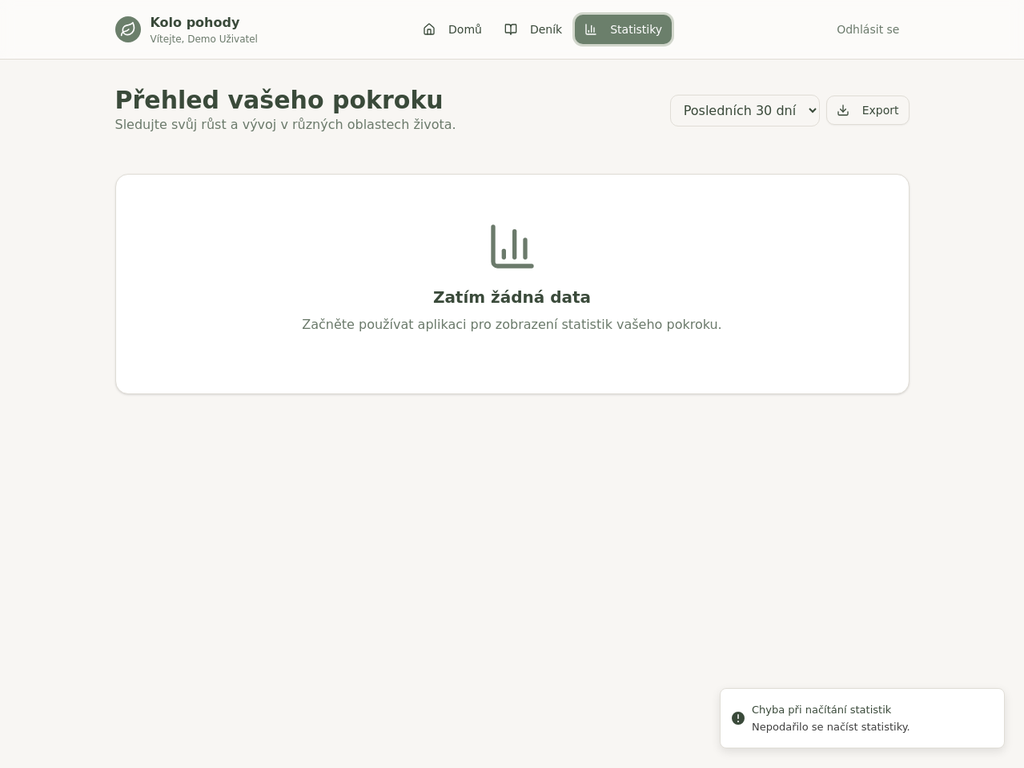 Kolo pohody
Vítejte, Demo Uživatel
Domů
Deník
Statistiky
Odhlásit se
Přehled vašeho pokroku
Sledujte svůj růst a vývoj v různých oblastech života.
Posledních 30 dní
Export
Zatím žádná data
Začněte používat aplikaci pro zobrazení statistik vašeho pokroku.
Chyba při načítání statistik
Nepodařilo se načíst statistiky.